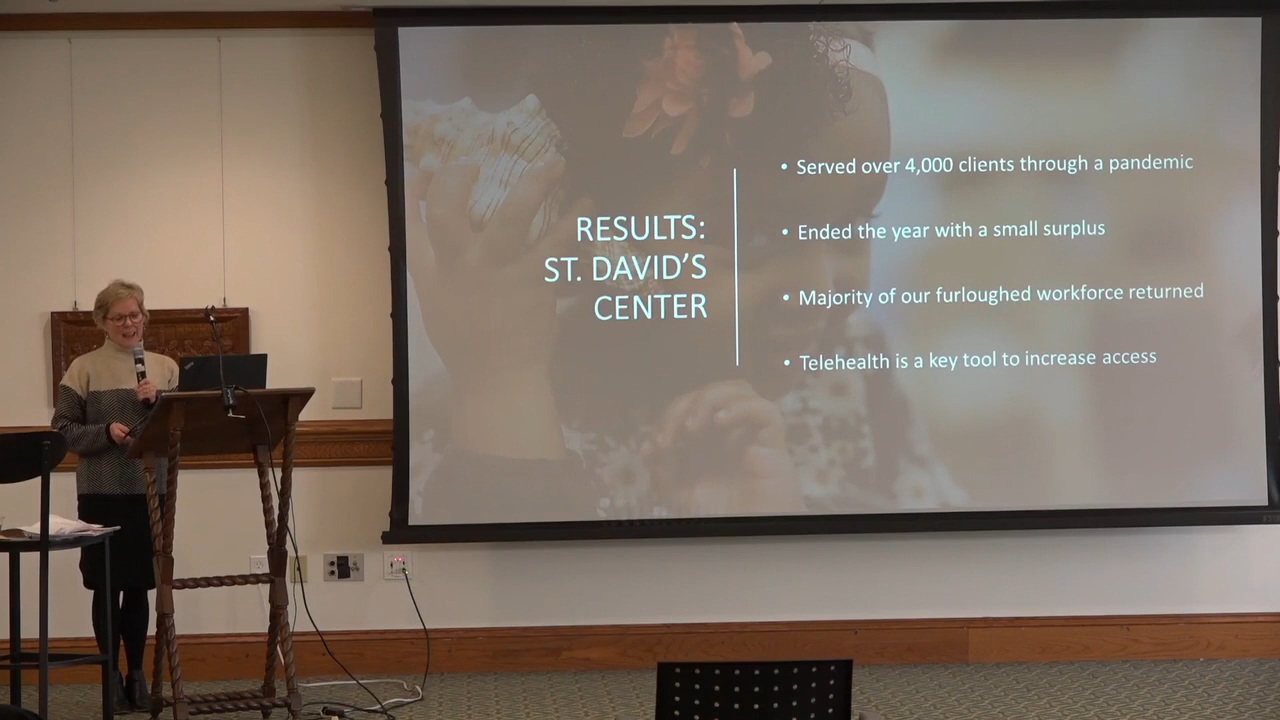 RESULTS:
ST. DAVID'S
CENTER
• Served over 4,000 clients through a pandemic
• Ended the year with a small surplus
• Majority of our furloughed workforce returned
• Telehealth is a key tool to increase access